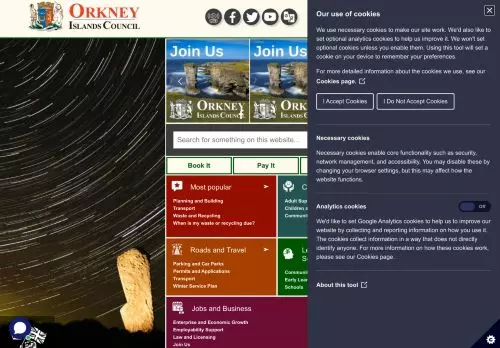 ORKNEY
ISLANDS COUNCIL
Join Us
Join Us
ORKNEY
ISLANDS COUNCIL
ORKNEY
ISLANDS COUNCIL
Search for something on this website...
Book It
Pay It
Most popular
Planning and Building
Transport
Waste and Recycling
When is my waste or recycling due?
C
Adult Sup
Children a
Communit
Roads and Travel
Parking and Car Parks
Permits and Applications
Transport
Winter Service Plan
Le
S
Communit
Early Lear
Schools
Jobs and Business
Enterprise and Economic Growth
Employability Support
Law and Licensing
Join Us
Our use of cookies
We use necessary cookies to make our site work. We'd also like to
set optional analytics cookies to help us improve it. We won't set
optional cookies unless you enable them. Using this tool will set a
cookie on your device to remember your preferences.
For more detailed information about the cookies we use, see our
Cookies page.
I Accept Cookies
I Do Not Accept Cookies
Necessary cookies
Necessary cookies enable core functionality such as security,
network management, and accessibility. You may disable these by
changing your browser settings, but this may affect how the
website functions.
Analytics cookies
Off
We'd like to set Google Analytics cookies to help us to improve our
website by collecting and reporting information on how you use it.
The cookies collect information in a way that does not directly
identify anyone. For more information on how these cookies work,
please see our Cookies page.
About this tool